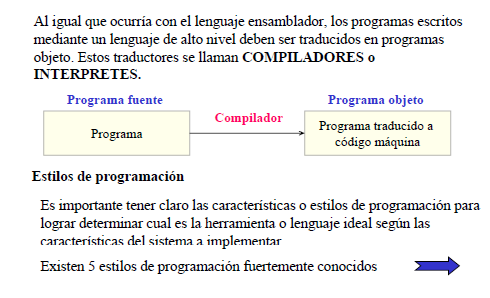 Al igual que ocurría con el lenguaje ensamblador, los programas escritos
mediante un lenguaje de alto nivel deben ser traducidos en programas
objeto. Estos traductores se llaman COMPILADORES o
INTERPRETES.
Programa fuente
Programa objeto
Compilador
Programa
Programa traducido a
código máquina
Estilos de programación
Es importante tener claro las características o estilos de programación para
lograr determinar cual es la herramienta o lenguaje ideal según las
características del sistema a implementar
Existen 5 estilos de programación fuertemente conocidos